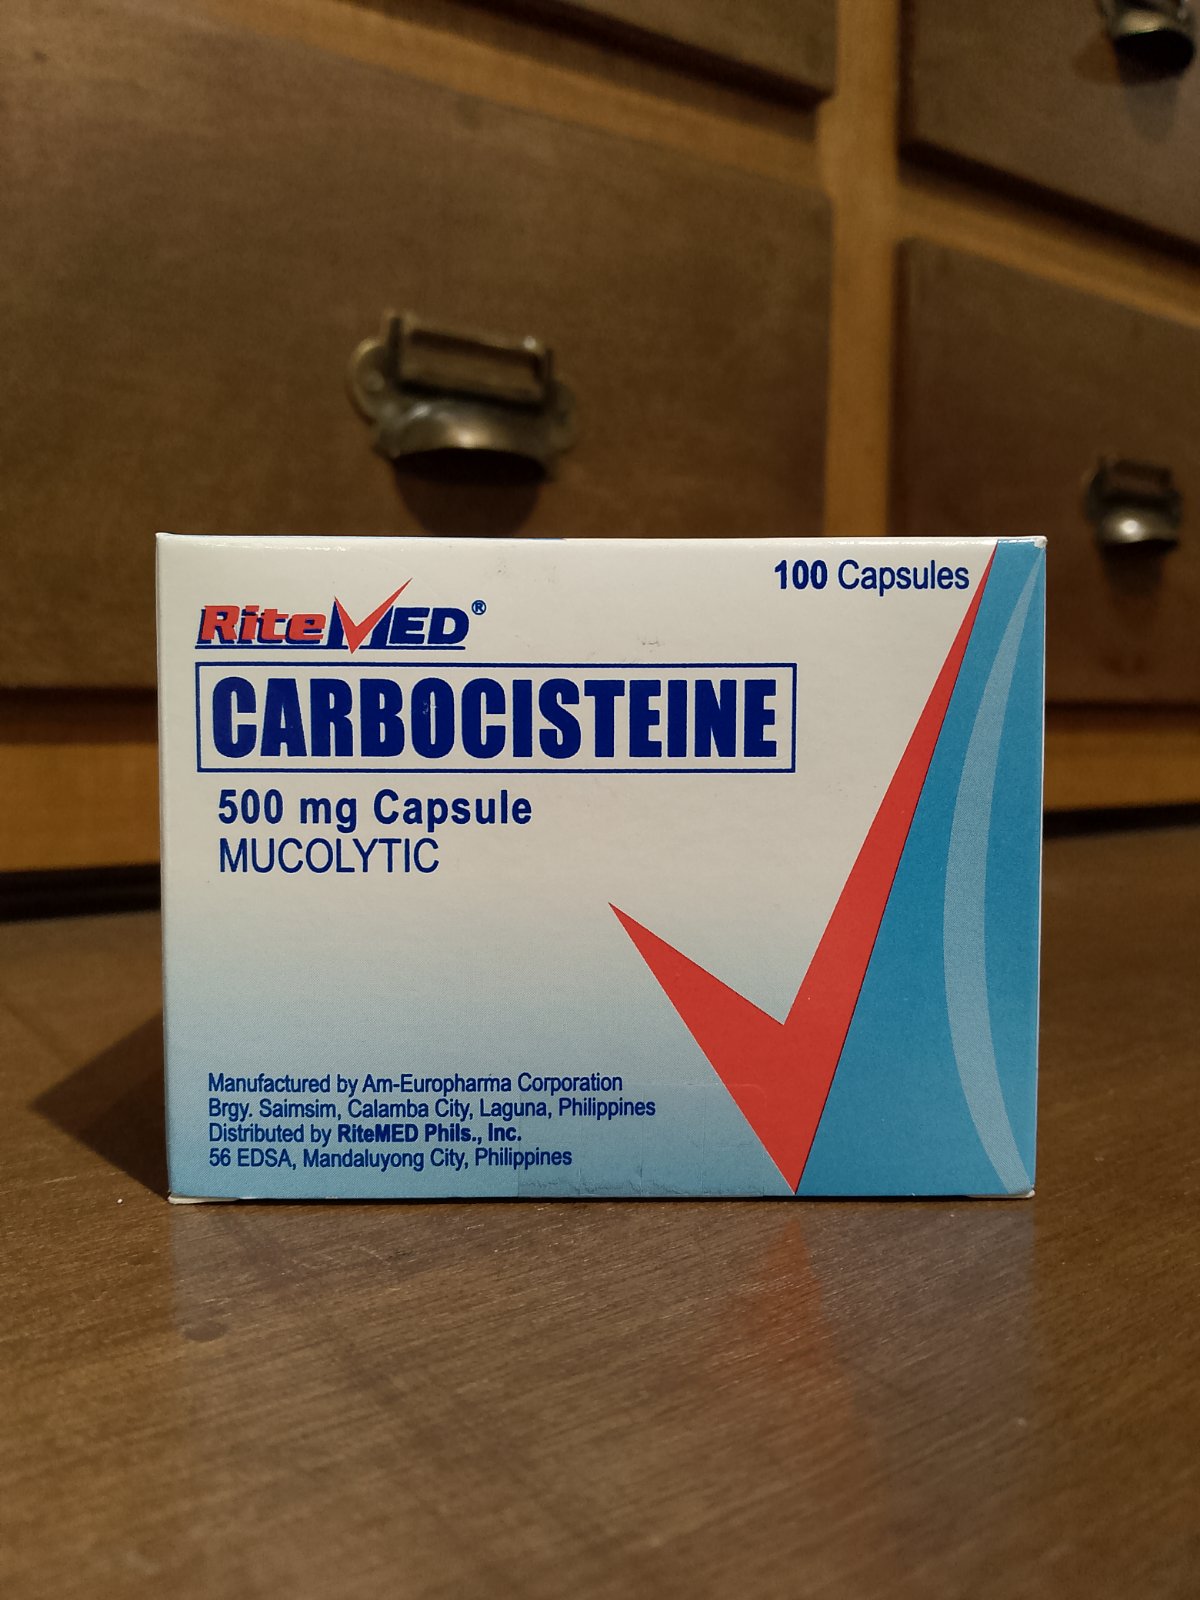 100 Capsules
RiteMED®
CARBOCISTEINE
500 mg Capsule
MUCOLYTIC
Manufactured by Am-Europharma Corporation
Brgy. Saimsim, Calamba City, Laguna, Philippines
Distributed by RiteMED Phils., Inc.
56 EDSA, Mandaluyong City, Philippines